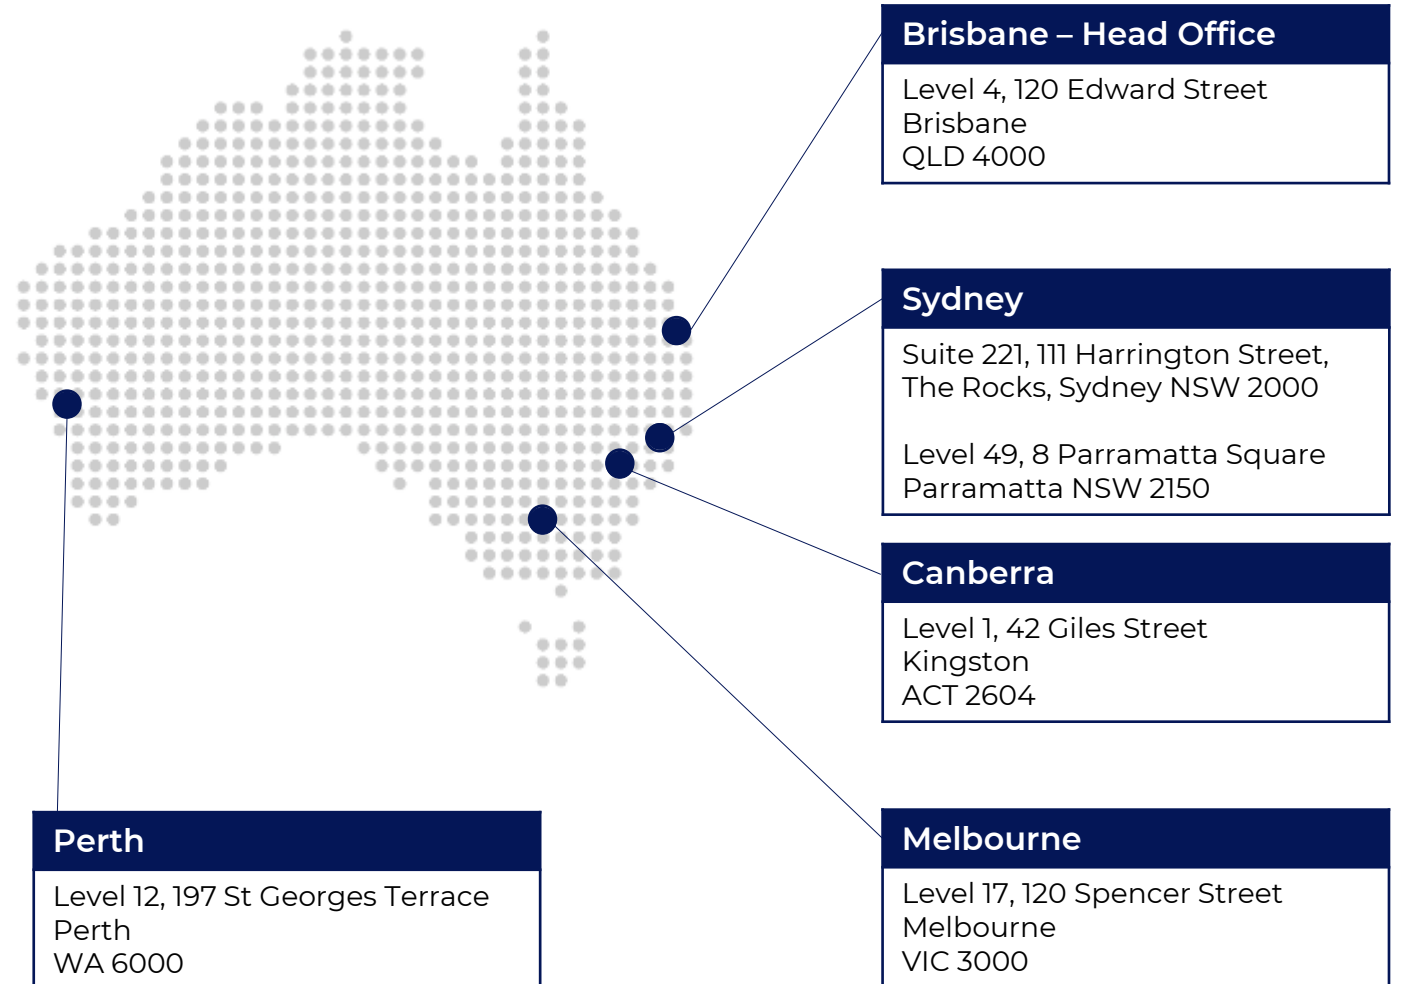 Brisbane – Head Office
Level 4, 120 Edward Street
Brisbane
QLD 4000
Sydney
Suite 221, 111 Harrington Street,
The Rocks, Sydney NSW 2000
Level 49, 8 Parramatta Square
Parramatta NSW 2150
Canberra
Level 1, 42 Giles Street
Kingston
ACT 2604
Perth
Level 12, 197 St Georges Terrace
Perth
WA 6000
Melbourne
Level 17, 120 Spencer Street
Melbourne
VIC 3000